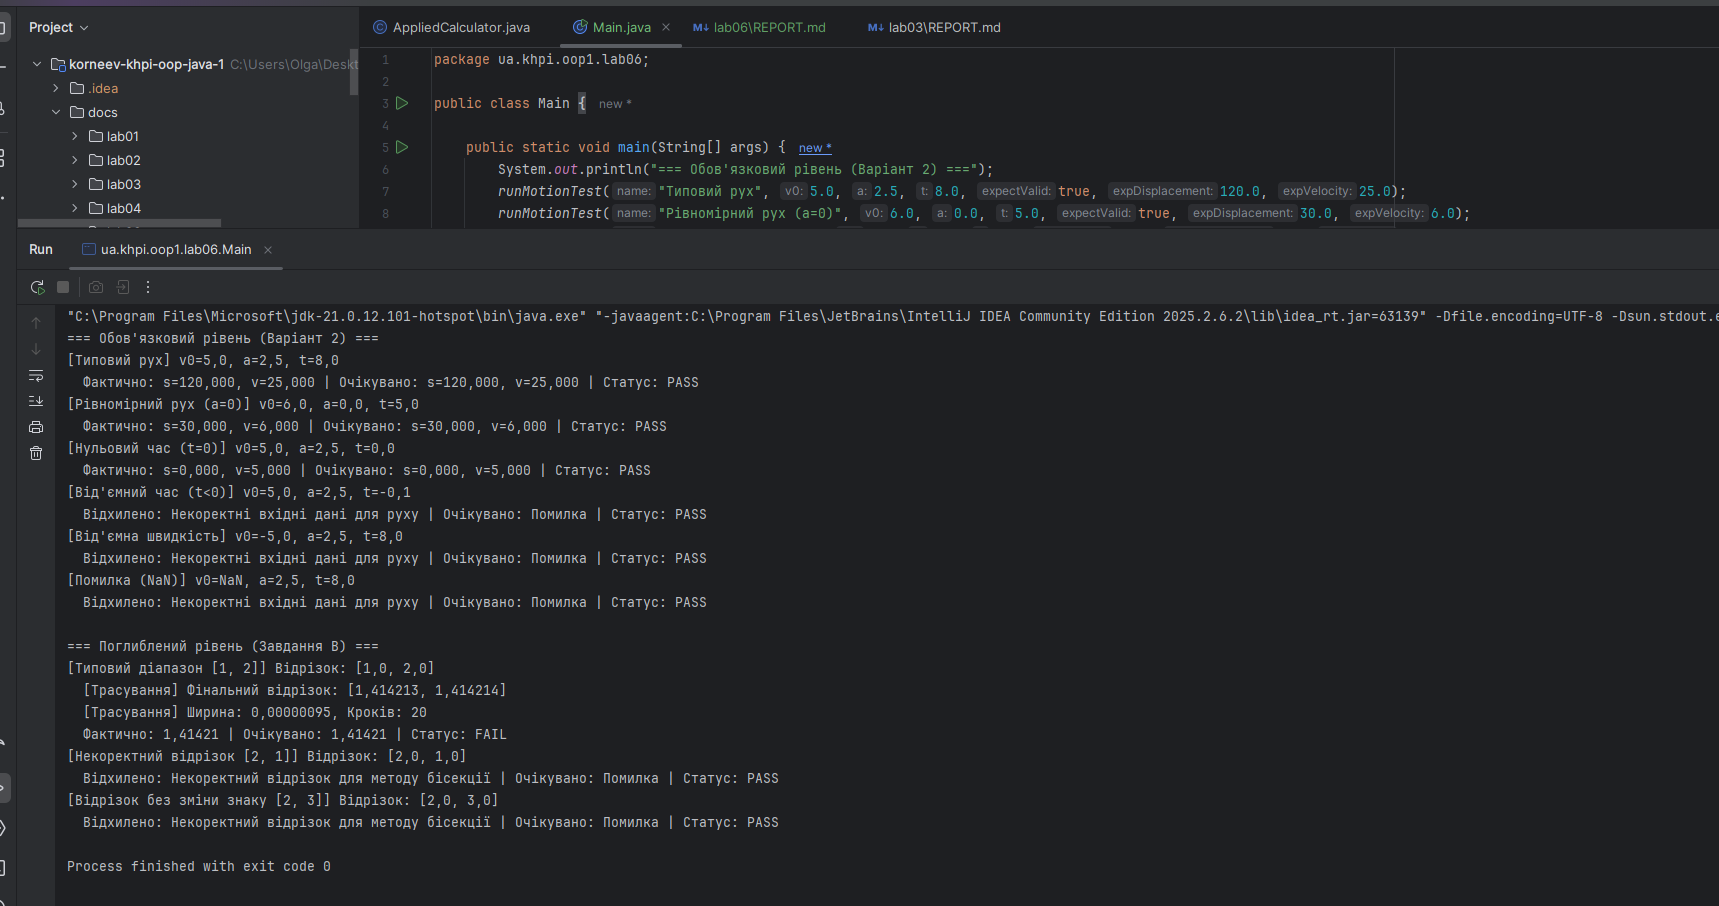 Project
AppliedCalculator.java
Main.java
M↓ lab06\REPORT.md
M↓ lab03\REPORT.md
korneev-khpi-oop-java-1 C:\Users\Olga\Deskt
.idea
docs
lab01
lab02
lab03
lab04
1 package ua.khpi.oop1.lab06;
2
3 public class Main { new *
4
5 public static void main(String[] args) { new *
6 System.out.println("=== Обов'язковий рівень (Варіант 2) ===");
7 runMotionTest( name: "Типовий рух", v0: 5.0, a: 2.5, t: 8.0, expectValid: true, expDisplacement: 120.0, expVelocity: 25.0);
8 runMotionTest( name: "Рівномірний рух (a=0)", v0: 6.0, a: 0.0, t: 5.0, expectValid: true, expDisplacement: 30.0, expVelocity: 6.0);
Run
ua.khpi.oop1.lab06.Main
"C:\Program Files\Microsoft\jdk-21.0.12.101-hotspot\bin\java.exe" "-javaagent:C:\Program Files\JetBrains\IntelliJ IDEA Community Edition 2025.2.6.2\lib\idea_rt.jar=63139" -Dfile.encoding=UTF-8 -Dsun.stdout.e
=== Обов'язковий рівень (Варіант 2) ===
[Типовий рух] v0=5,0, a=2,5, t=8,0
Фактично: s=120,000, v=25,000 | Очікувано: s=120,000, v=25,000 | Статус: PASS
[Рівномірний рух (a=0)] v0=6,0, a=0,0, t=5,0
Фактично: s=30,000, v=6,000 | Очікувано: s=30,000, v=6,000 | Статус: PASS
[Нульовий час (t=0)] v0=5,0, a=2,5, t=0,0
Фактично: s=0,000, v=5,000 | Очікувано: s=0,000, v=5,000 | Статус: PASS
[Від'ємний час (t<0)] v0=5,0, a=2,5, t=-0,1
Відхилено: Некоректні вхідні дані для руху | Очікувано: Помилка | Статус: PASS
[Від'ємна швидкість] v0=-5,0, a=2,5, t=8,0
Відхилено: Некоректні вхідні дані для руху | Очікувано: Помилка | Статус: PASS
[Помилка (NaN)] v0=NaN, a=2,5, t=8,0
Відхилено: Некоректні вхідні дані для руху | Очікувано: Помилка | Статус: PASS
=== Поглиблений рівень (Завдання B) ===
[Типовий діапазон [1, 2]] Відрізок: [1,0, 2,0]
[Трасування] Фінальний відрізок: [1,414213, 1,414214]
[Трасування] Ширина: 0,00000095, Кроків: 20
Фактично: 1,41421 | Очікувано: 1,41421 | Статус: FAIL
[Некоректний відрізок [2, 1]] Відрізок: [2,0, 1,0]
Відхилено: Некоректний відрізок для методу бісекції | Очікувано: Помилка | Статус: PASS
[Відрізок без зміни знаку [2, 3]] Відрізок: [2,0, 3,0]
Відхилено: Некоректний відрізок для методу бісекції | Очікувано: Помилка | Статус: PASS
Process finished with exit code 0